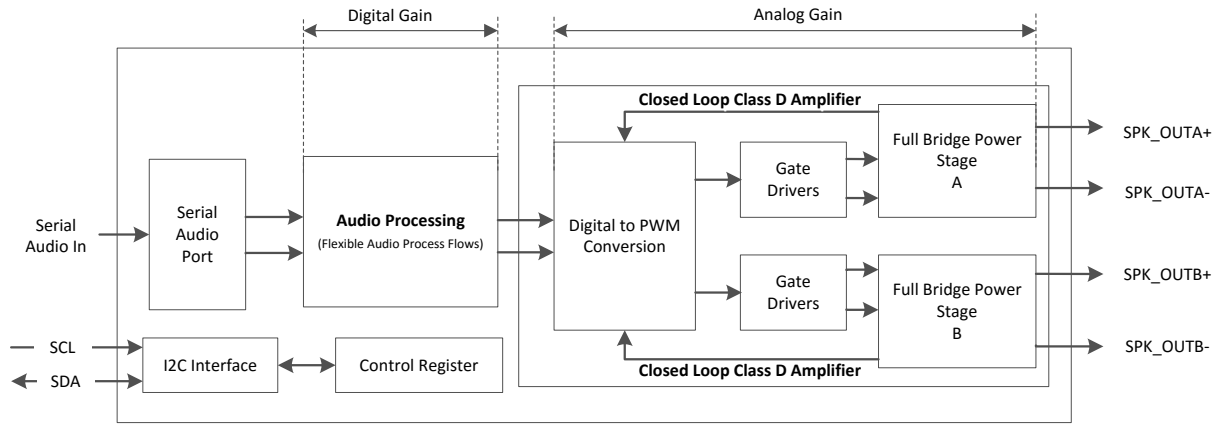 Digital Gain
Analog Gain
Closed Loop Class D Amplifier
Full Bridge Power
Stage
A
SPK_OUTA+
SPK_OUTA-
Gate
Drivers
Serial
Audio In
Serial
Audio
Port
Audio Processing
(Flexible Audio Process Flows)
Digital to PWM
Conversion
Gate
Drivers
Full Bridge Power
Stage
B
SPK_OUTB+
SPK_OUTB-
Closed Loop Class D Amplifier
SCL
SDA
I2C Interface
Control Register